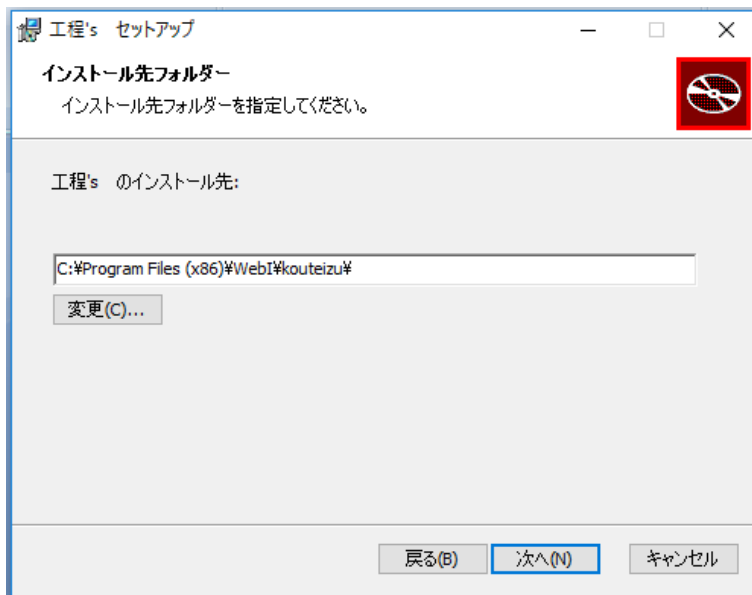 工程's　セットアップ
インストール先フォルダー
インストール先フォルダーを指定してください。
工程's　のインストール先:
C:¥Program Files (x86)¥WebI¥kouteizu¥
変更(C)...
戻る(B) 次へ(N) キャンセル